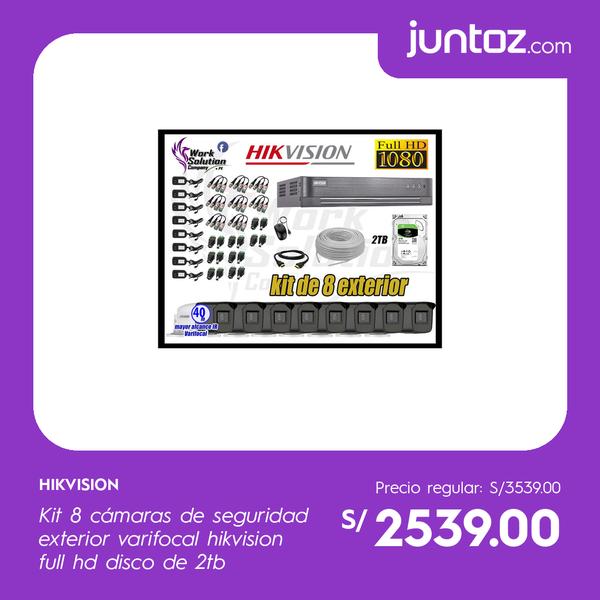 juntoz.com
Work
Solution
Company
HIKVISION
Full HD
1080
2TB
kit de 8 exterior
40
mayor alcance IR
Varifocal
HIKVISION
Precio regular: S/3539.00
Kit 8 cámaras de seguridad
exterior varifocal hikvision
full hd disco de 2tb
S/ 2539.00